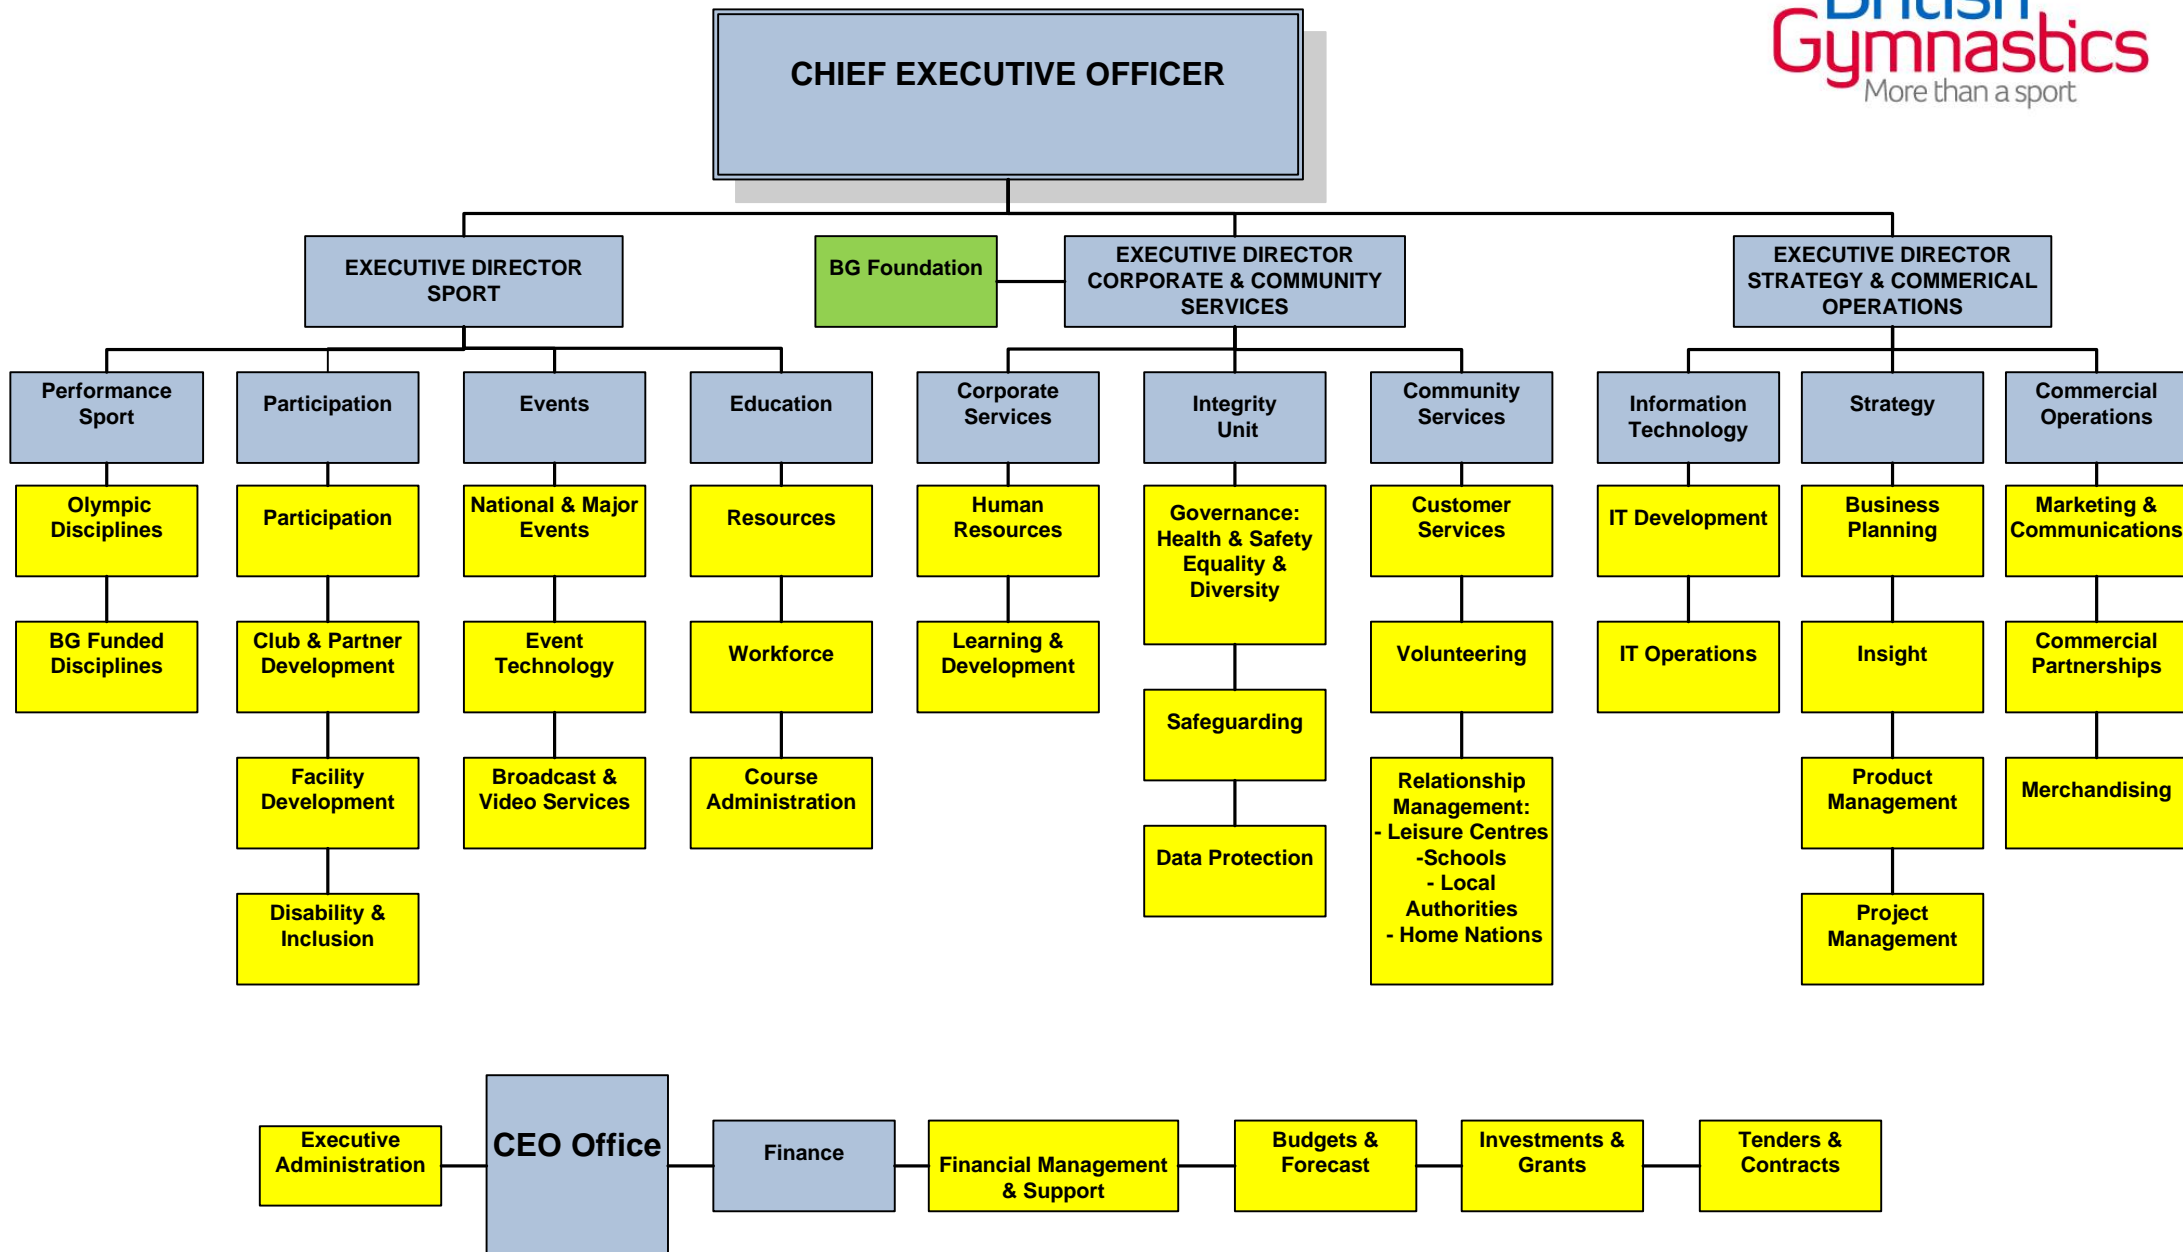 British
Gymnastics
More than a sport
CHIEF EXECUTIVE OFFICER
EXECUTIVE DIRECTOR
SPORT
BG Foundation
EXECUTIVE DIRECTOR
CORPORATE & COMMUNITY
SERVICES
EXECUTIVE DIRECTOR
STRATEGY & COMMERICAL
OPERATIONS
Performance
Sport
Participation
Events
Education
Corporate
Services
Integrity
Unit
Community
Services
Information
Technology
Strategy
Commercial
Operations
Olympic
Disciplines
Participation
National & Major
Events
Resources
Human
Resources
Governance:
Health & Safety
Equality &
Diversity
Customer
Services
IT Development
Business
Planning
Marketing &
Communications
BG Funded
Disciplines
Club & Partner
Development
Event
Technology
Workforce
Learning &
Development
Volunteering
IT Operations
Insight
Commercial
Partnerships
Safeguarding
Facility
Development
Broadcast &
Video Services
Course
Administration
Relationship
Management:
- Leisure Centres
-Schools
- Local
Authorities
- Home Nations
Product
Management
Merchandising
Data Protection
Disability &
Inclusion
Project
Management
Executive
Administration
CEO Office
Finance
Financial Management
& Support
Budgets &
Forecast
Investments &
Grants
Tenders &
Contracts